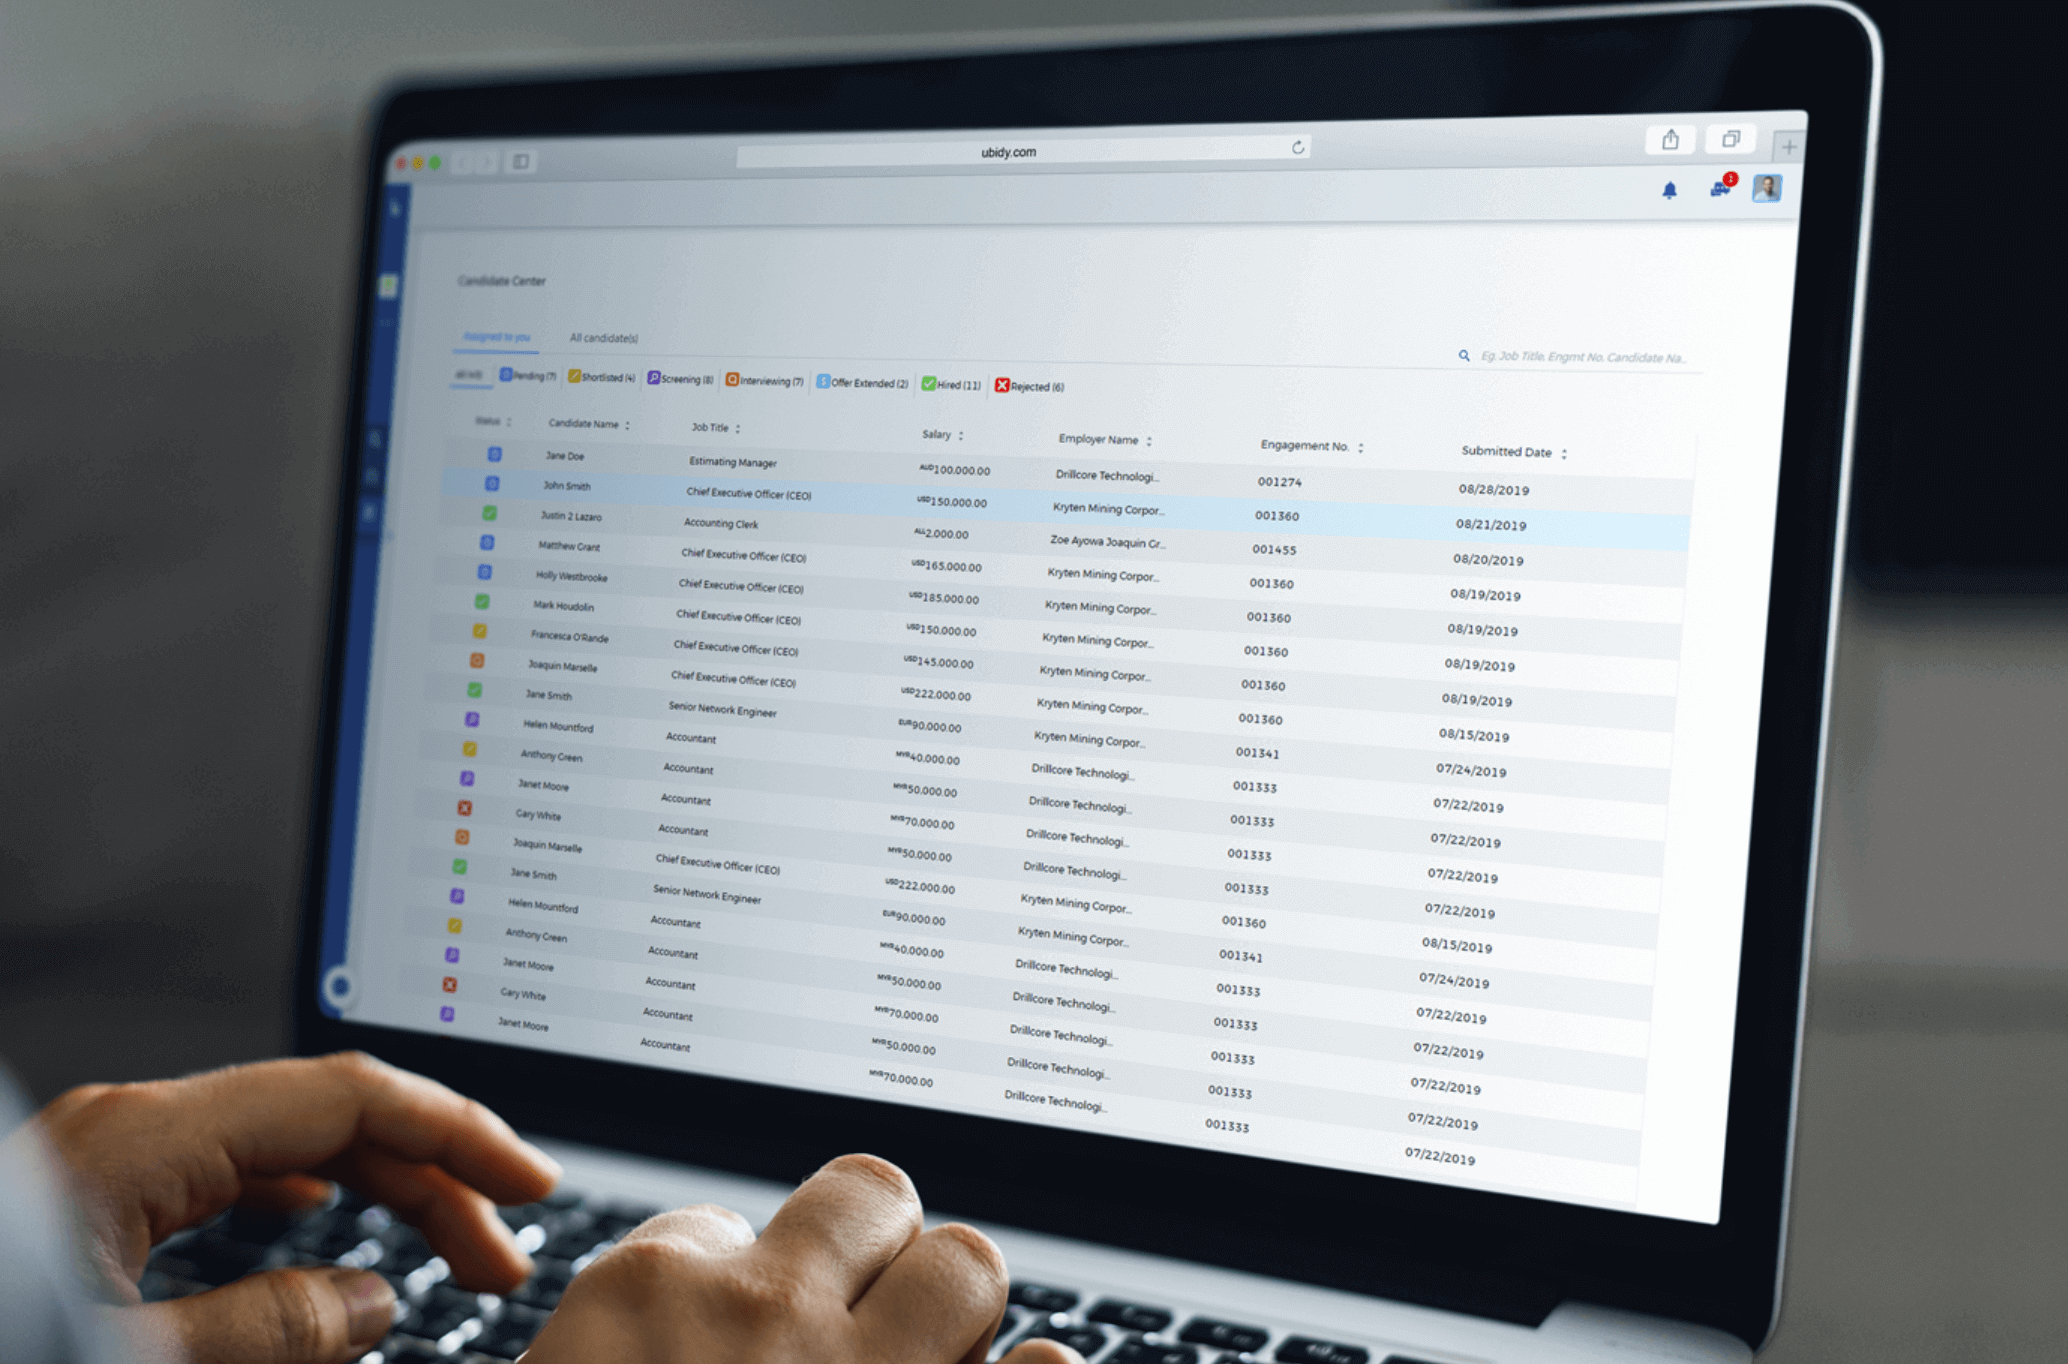 ubidy.com
Candidate Center
Assigned to you All candidate(s)
Eg. Job Title, Engmt No, Candidate Na...
Pending (7) Shortlisted (4) Screening (8) Interviewing (7) Offer Extended (2) Hired (11) Rejected (6)
Status Candidate Name Job Title Salary Employer Name Engagement No. Submitted Date
Jane Doe Estimating Manager AUD100,000.00 Drillcore Technologi... 001274 08/28/2019
John Smith Chief Executive Officer (CEO) USD150,000.00 Kryten Mining Corpor... 001360 08/21/2019
Justin 2 Lazaro Accounting Clerk ALL2,000.00 Zoe Ayowa Joaquin Gr... 001455 08/20/2019
Matthew Grant Chief Executive Officer (CEO) USD165,000.00 Kryten Mining Corpor... 001360 08/19/2019
Holly Westbrooke Chief Executive Officer (CEO) USD185,000.00 Kryten Mining Corpor... 001360 08/19/2019
Mark Houdolin Chief Executive Officer (CEO) USD150,000.00 Kryten Mining Corpor... 001360 08/19/2019
Francesca O'Rande Chief Executive Officer (CEO) USD145,000.00 Kryten Mining Corpor... 001360 08/19/2019
Joaquin Marselle Chief Executive Officer (CEO) USD222,000.00 Kryten Mining Corpor... 001360 08/15/2019
Jane Smith Senior Network Engineer EUR90,000.00 Kryten Mining Corpor... 001341 07/24/2019
Helen Mountford Accountant MYR40,000.00 Drillcore Technologi... 001333 07/22/2019
Anthony Green Accountant MYR50,000.00 Drillcore Technologi... 001333 07/22/2019
Janet Moore Accountant MYR70,000.00 Drillcore Technologi... 001333 07/22/2019
Gary White Accountant MYR50,000.00 Drillcore Technologi... 001333 07/22/2019
Joaquin Marselle Chief Executive Officer (CEO) USD222,000.00 Kryten Mining Corpor... 001360 08/15/2019
Jane Smith Senior Network Engineer EUR90,000.00 Kryten Mining Corpor... 001341 07/24/2019
Helen Mountford Accountant MYR40,000.00 Drillcore Technologi... 001333 07/22/2019
Anthony Green Accountant MYR50,000.00 Drillcore Technologi... 001333 07/22/2019
Janet Moore Accountant MYR70,000.00 Drillcore Technologi... 001333 07/22/2019
Gary White Accountant MYR50,000.00 Drillcore Technologi... 001333 07/22/2019
Janet Moore Accountant MYR70,000.00 Drillcore Technologi... 001333 07/22/2019